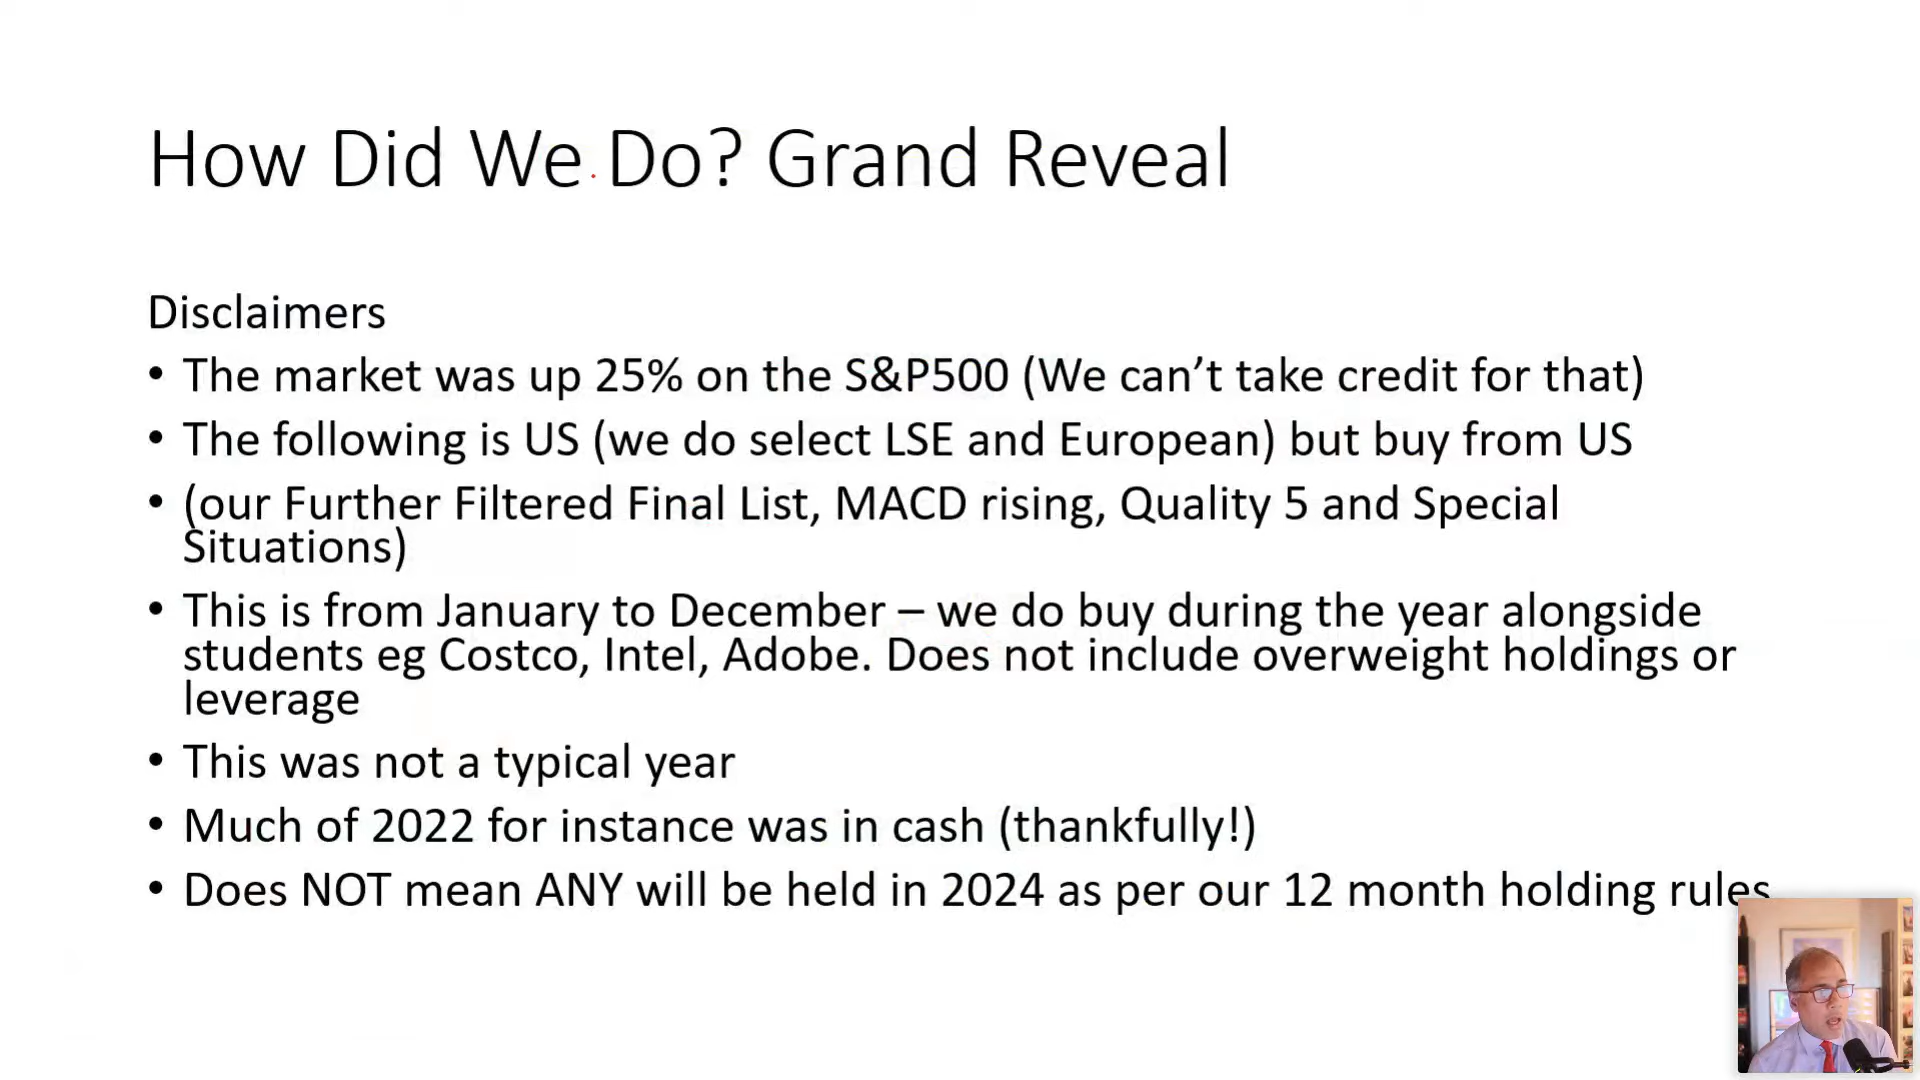 How Did We Do? Grand Reveal
Disclaimers
• The market was up 25% on the S&P500 (We can’t take credit for that)
• The following is US (we do select LSE and European) but buy from US
• (our Further Filtered Final List, MACD rising, Quality 5 and Special
Situations)
• This is from January to December – we do buy during the year alongside
students eg Costco, Intel, Adobe. Does not include overweight holdings or
leverage
• This was not a typical year
• Much of 2022 for instance was in cash (thankfully!)
• Does NOT mean ANY will be held in 2024 as per our 12 month holding rules